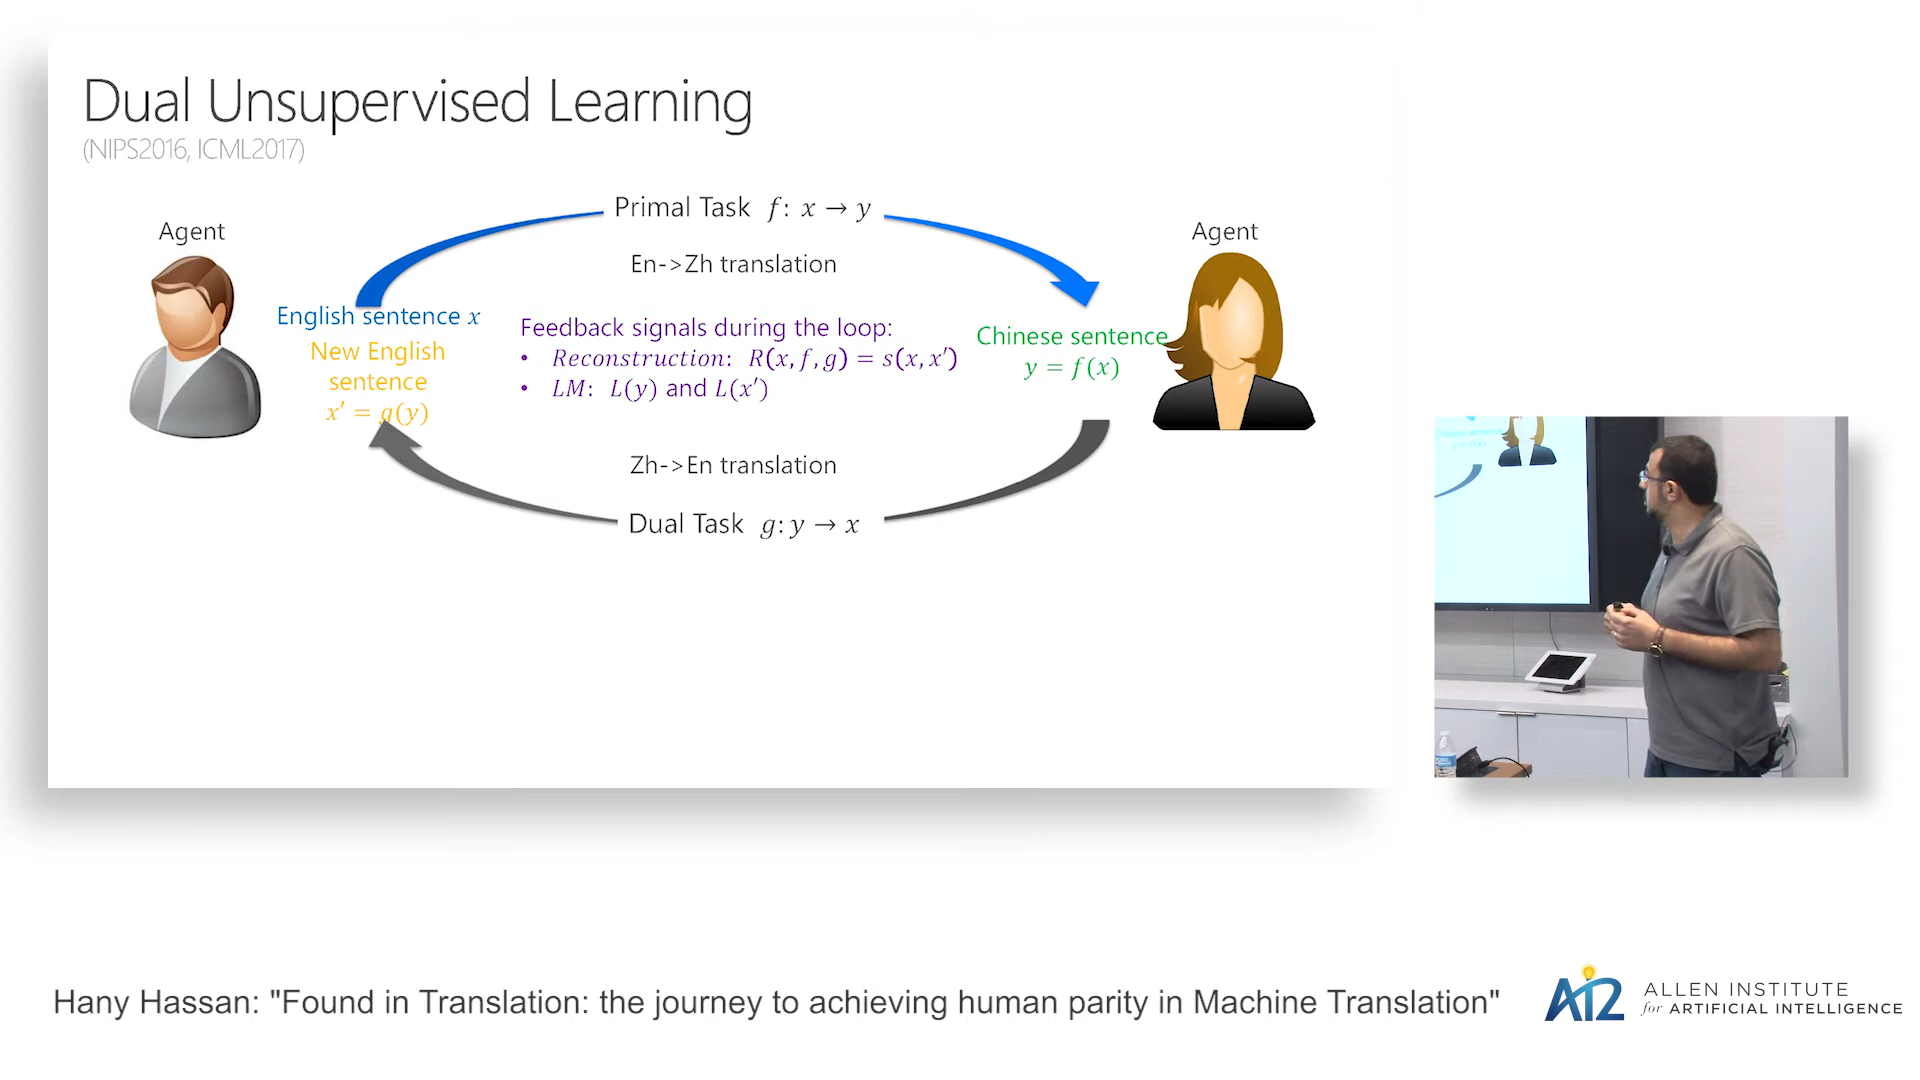 Dual Unsupervised Learning
(NIPS2016, ICML2017)
Primal Task f: x → y
Agent
Agent
En->Zh translation
English sentence x
New English
sentence
x′ = g(y)
Feedback signals during the loop:
• Reconstruction: R(x, f, g) = s(x, x′)
• LM: L(y) and L(x′)
Chinese sentence
y = f(x)
Zh->En translation
Dual Task g: y → x
Hany Hassan: "Found in Translation: the journey to achieving human parity in Machine Translation"
AI2
ALLEN INSTITUTE
for ARTIFICIAL INTELLIGENCE